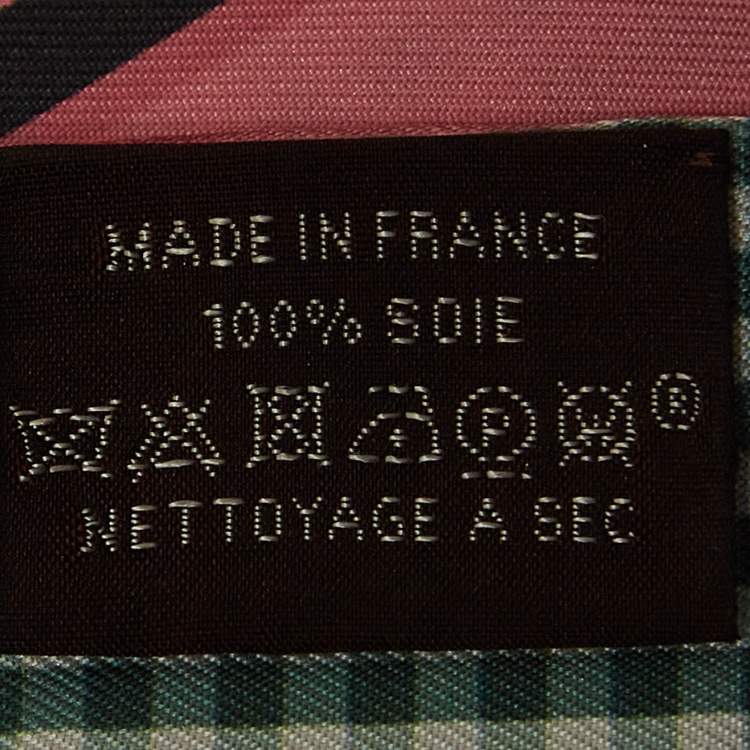 MADE IN FRANCE
100% SOIE
P W ®
NETTOYAGE A SEC